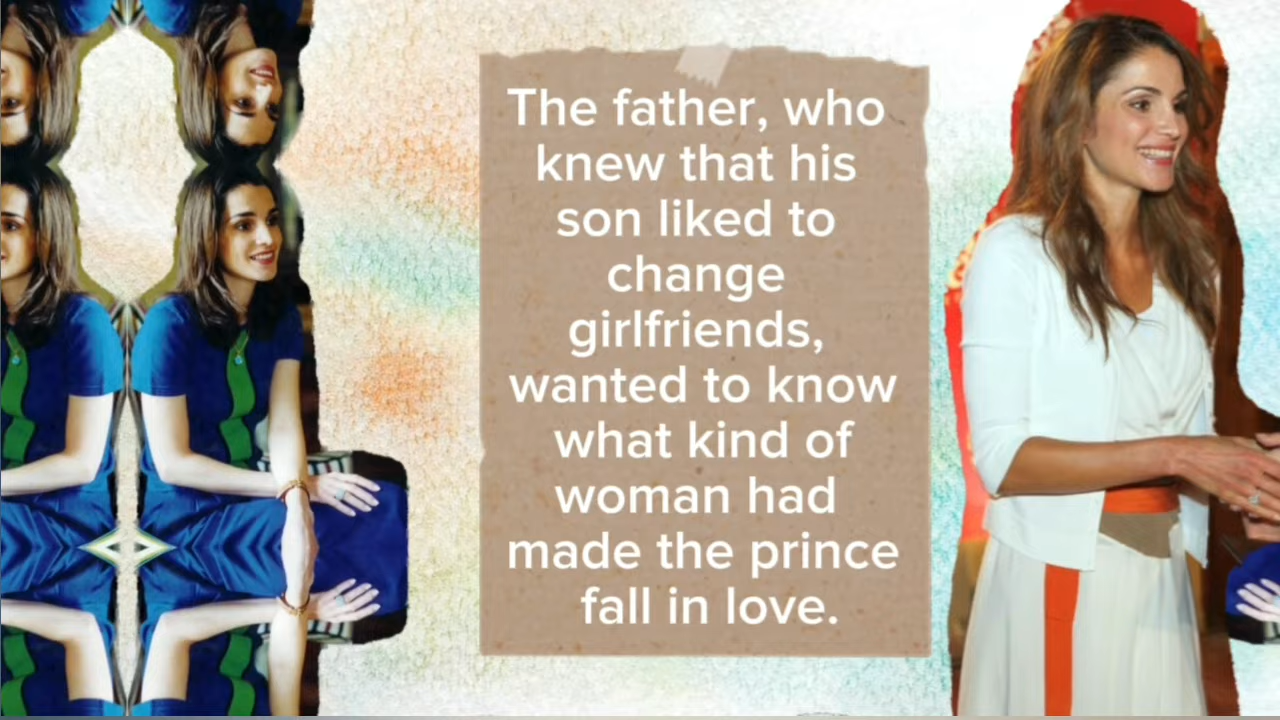 The father, who
knew that his
son liked to
change
girlfriends,
wanted to know
what kind of
woman had
made the prince
fall in love.